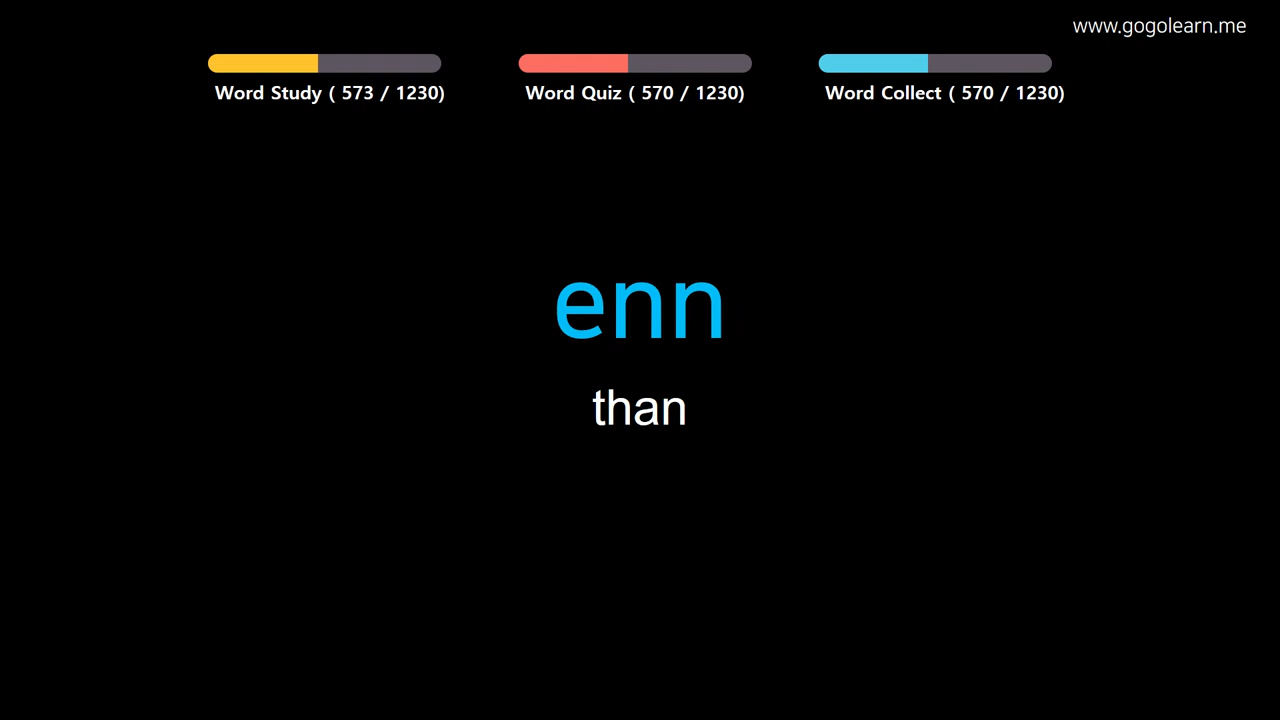 www.gogolearn.me
Word Study ( 573 / 1230)
Word Quiz ( 570 / 1230)
Word Collect ( 570 / 1230)
enn
than